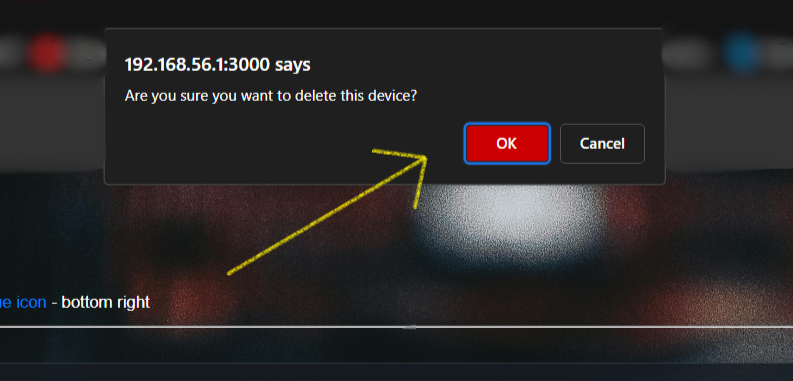 192.168.56.1:3000 says
Are you sure you want to delete this device?
OK Cancel
icon - bottom right